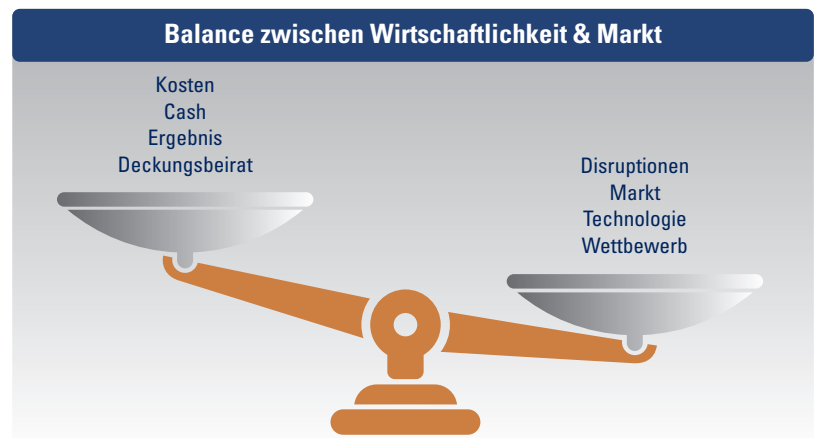 Balance zwischen Wirtschaftlichkeit & Markt
Kosten
Cash
Ergebnis
Deckungsbeirat
Disruptionen
Markt
Technologie
Wettbewerb